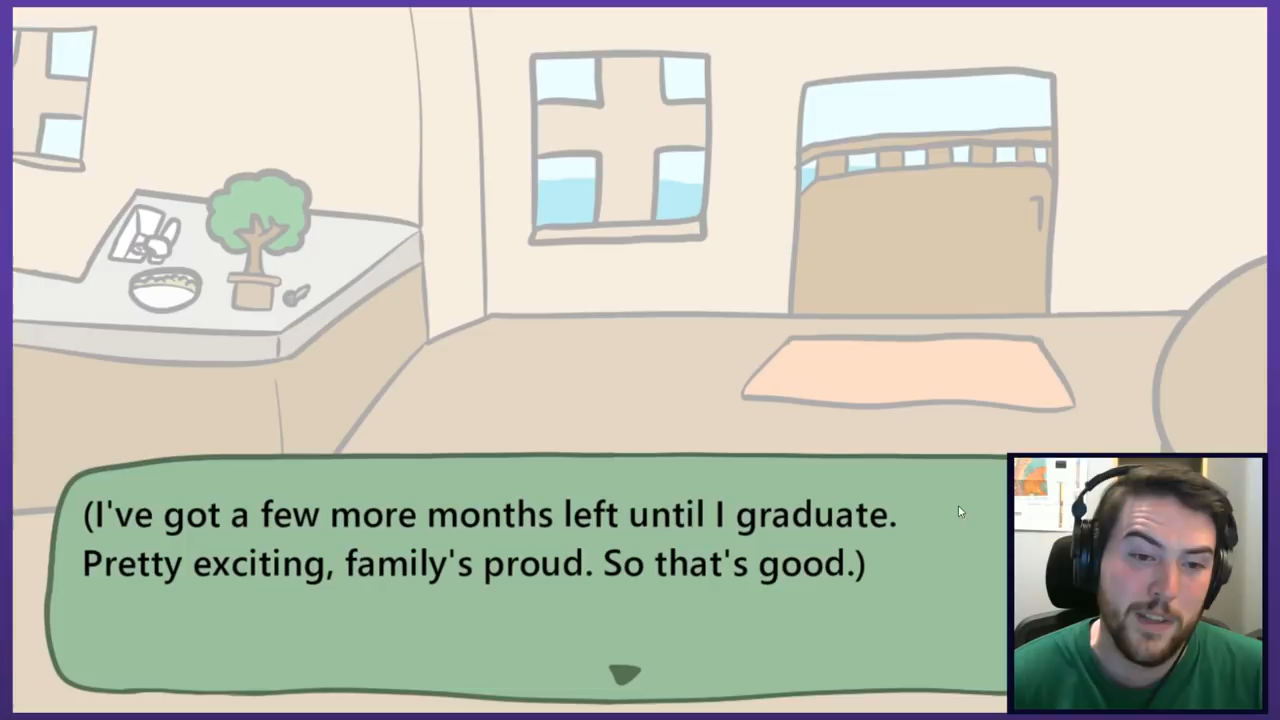 (I've got a few more months left until I graduate.
Pretty exciting, family's proud. So that's good.)